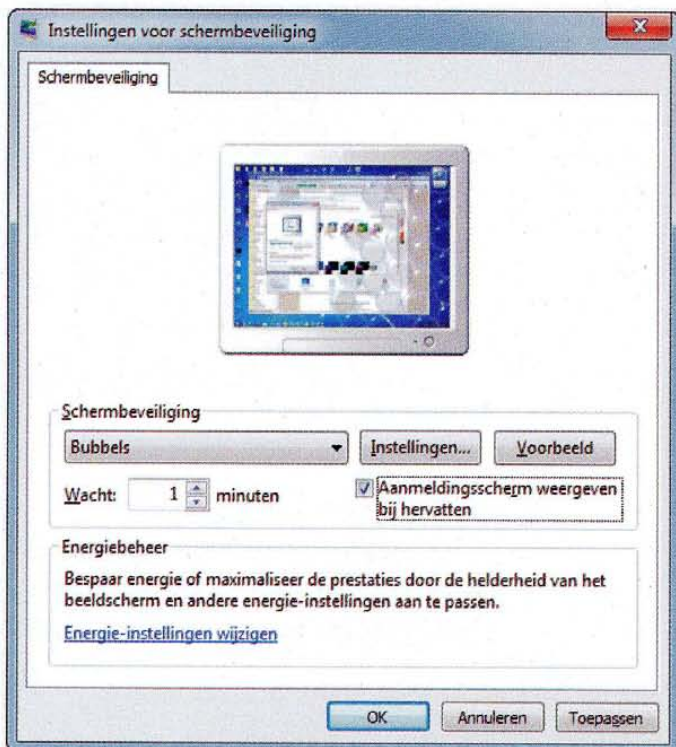 Instellingen voor schermbeveiliging
Schermbeveiliging
Schermbeveiliging
Bubbels
Instellingen...
Voorbeeld
Wacht:
1
minuten
Aanmeldingsscherm weergeven
bij hervatten
Energiebeheer
Bespaar energie of maximaliseer de prestaties door de helderheid van het
beeldscherm en andere energie-instellingen aan te passen.
Energie-instellingen wijzigen
OK
Annuleren
Toepassen